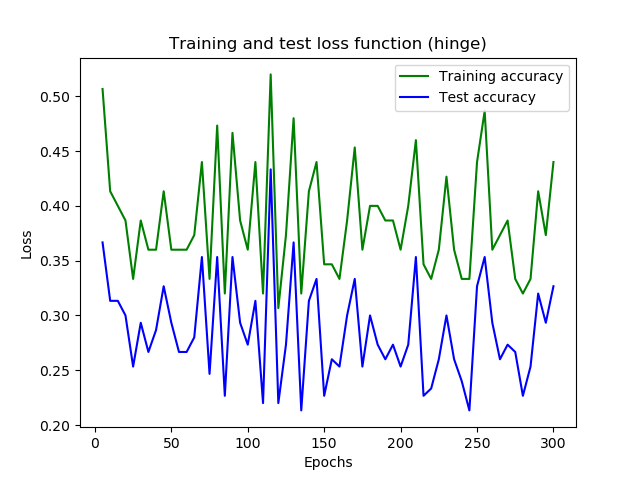 Training and test loss function (hinge)
Training accuracy
Test accuracy
0.50
0.45
0.40
0.35
0.30
0.25
0.20
Loss
0 50 100 150 200 250 300
Epochs